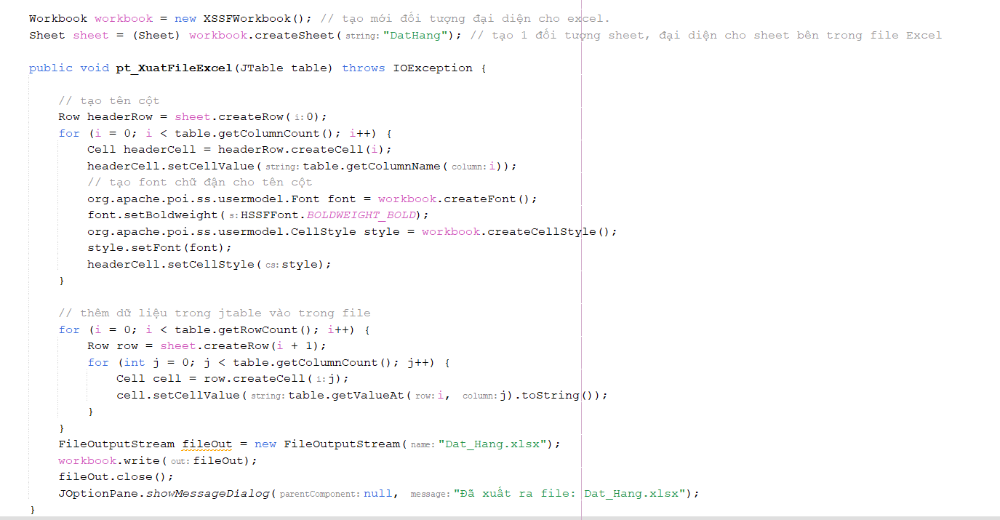 Workbook workbook = new XSSFWorkbook(); // tạo mới đối tượng đại diện cho excel.
Sheet sheet = (Sheet) workbook.createSheet(string:"DatHang"); // tạo 1 đối tượng sheet, đại diện cho sheet bên trong file Excel
public void pt_XuatFileExcel(JTable table) throws IOException {
// tạo tên cột
Row headerRow = sheet.createRow(i:0);
for (i = 0; i < table.getColumnCount(); i++) {
Cell headerCell = headerRow.createCell(i);
headerCell.setCellValue(string:table.getColumnName(column:i));
// tạo font chữ đận cho tên cột
org.apache.poi.ss.usermodel.Font font = workbook.createFont();
font.setBoldweight(s:HSSFFont.BOLDWEIGHT_BOLD);
org.apache.poi.ss.usermodel.CellStyle style = workbook.createCellStyle();
style.setFont(font);
headerCell.setCellStyle(cs:style);
}
// thêm dữ liệu trong jtable vào trong file
for (i = 0; i < table.getRowCount(); i++) {
Row row = sheet.createRow(i + 1);
for (int j = 0; j < table.getColumnCount(); j++) {
Cell cell = row.createCell(i:j);
cell.setCellValue(string:table.getValueAt(row:i, column:j).toString());
}
}
FileOutputStream fileOut = new FileOutputStream(name:"Dat_Hang.xlsx");
workbook.write(out:fileOut);
fileOut.close();
JOptionPane.showMessageDialog(parentComponent:null, message:"Đã xuất ra file: Dat_Hang.xlsx");
}